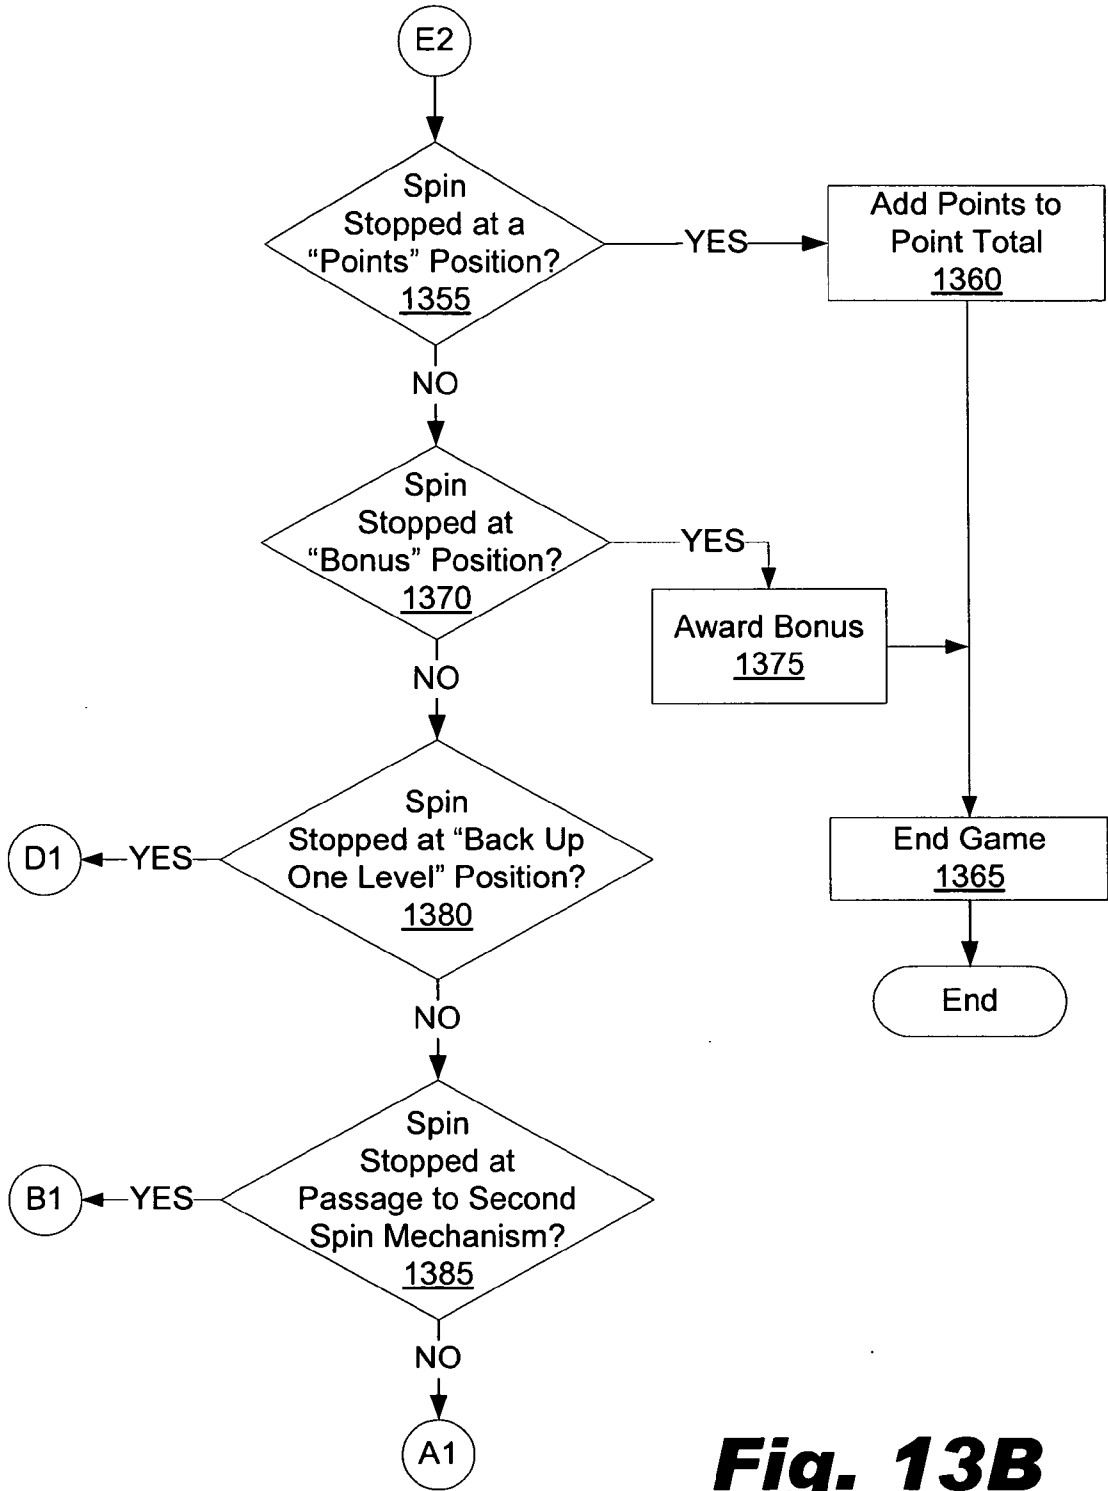 E2
Spin
Stopped at a
“Points” Position?
1355
YES
Add Points to
Point Total
1360
NO
Spin
Stopped at
“Bonus” Position?
1370
YES
Award Bonus
1375
NO
Spin
Stopped at “Back Up
One Level” Position?
1380
YES
D1
End Game
1365
End
NO
Spin
Stopped at
Passage to Second
Spin Mechanism?
1385
YES
B1
NO
A1
Fig. 13B